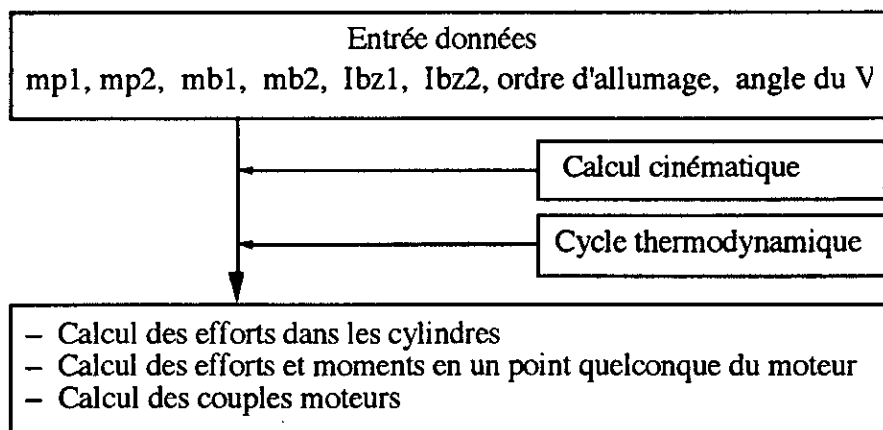 Entrée données
mp1, mp2, mb1, mb2, Ibz1, Ibz2, ordre d'allumage, angle du V
Calcul cinématique
Cycle thermodynamique
– Calcul des efforts dans les cylindres
– Calcul des efforts et moments en un point quelconque du moteur
– Calcul des couples moteurs